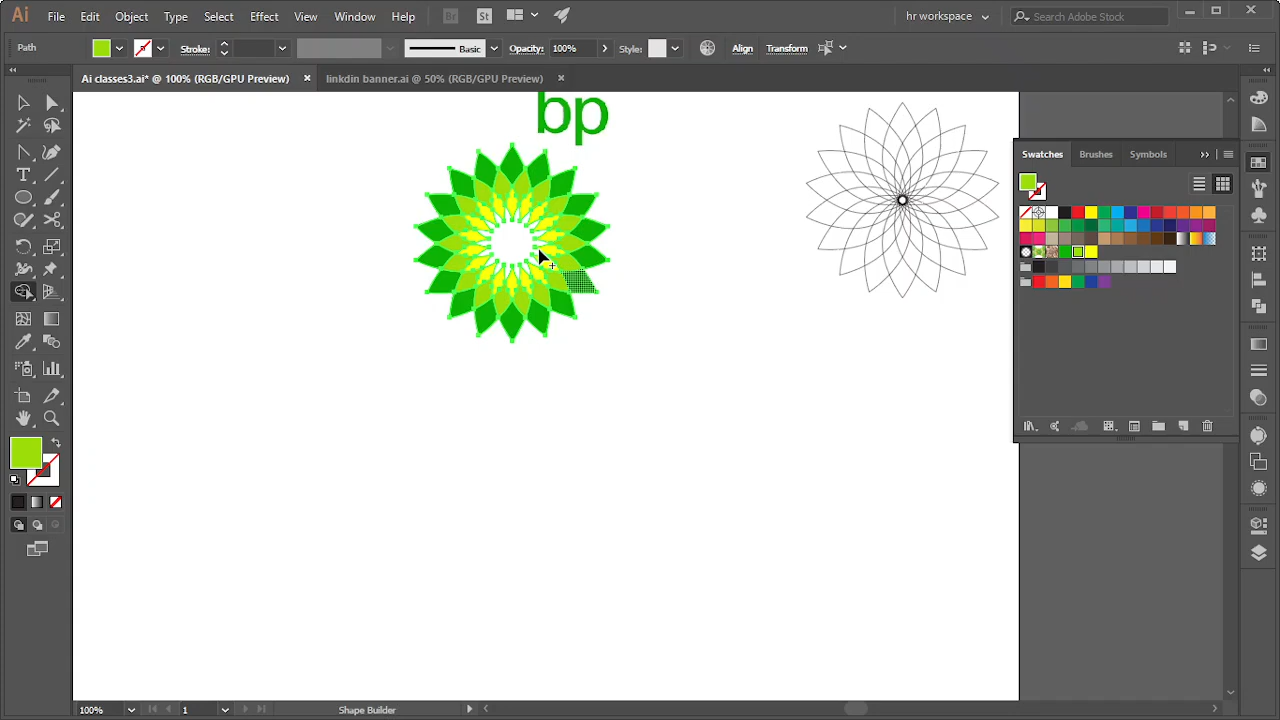 Ai File Edit Object Type Select Effect View Window Help Br St hr workspace Search Adobe Stock
Path Stroke: Basic Opacity: 100% Style: Align Transform
Ai classes3.ai* @ 100% (RGB/GPU Preview) × linkdin banner.ai @ 50% (RGB/GPU Preview) ×
bp
Swatches Brushes Symbols
100% 1 Shape Builder